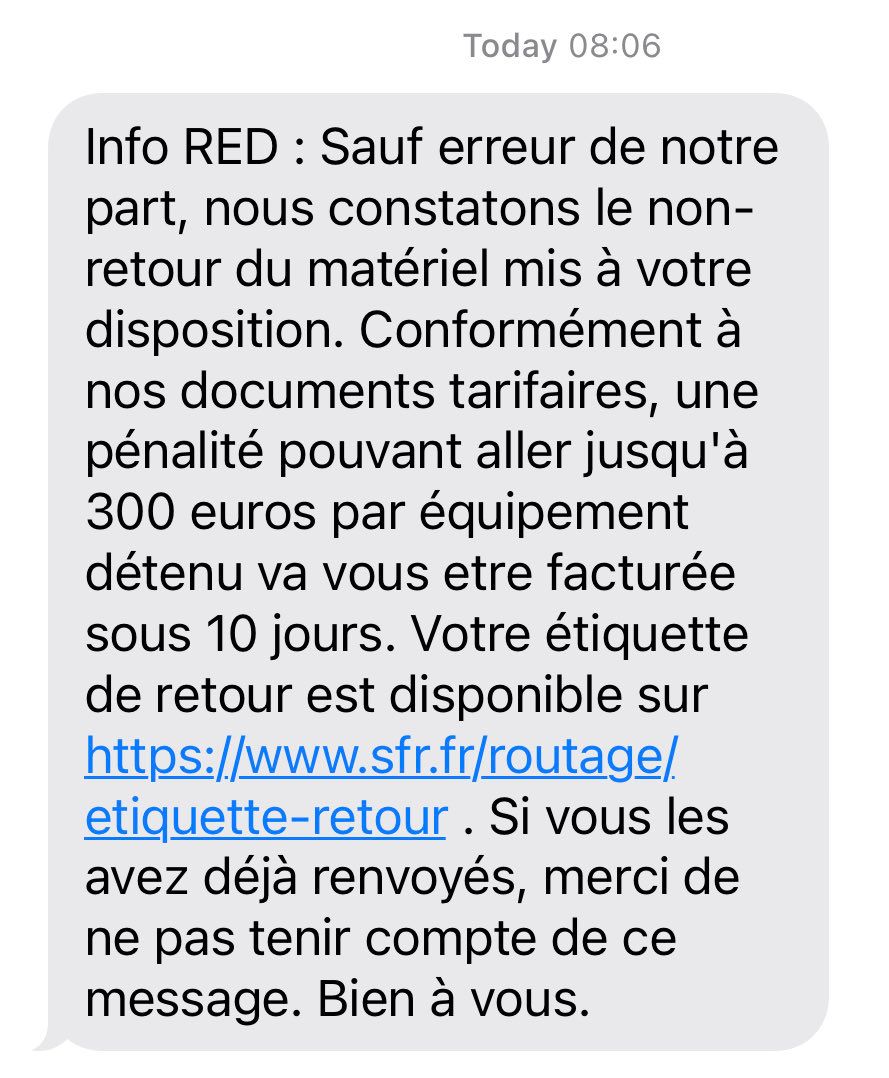 Today 08:06
Info RED : Sauf erreur de notre
part, nous constatons le non-
retour du matériel mis à votre
disposition. Conformément à
nos documents tarifaires, une
pénalité pouvant aller jusqu'à
300 euros par équipement
détenu va vous etre facturée
sous 10 jours. Votre étiquette
de retour est disponible sur
https://www.sfr.fr/routage/
etiquette-retour . Si vous les
avez déjà renvoyés, merci de
ne pas tenir compte de ce
message. Bien à vous.